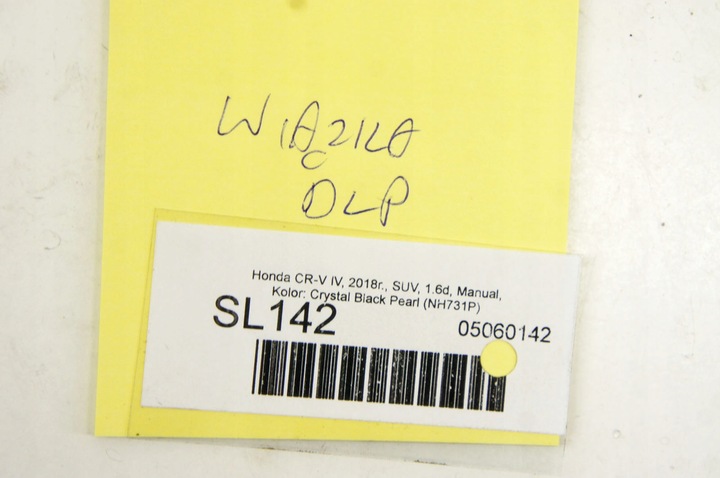 WIĄZKA
DLP
Honda CR-V IV, 2018r., SUV, 1.6d, Manual,
Kolor: Crystal Black Pearl (NH731P)
SL142
05060142